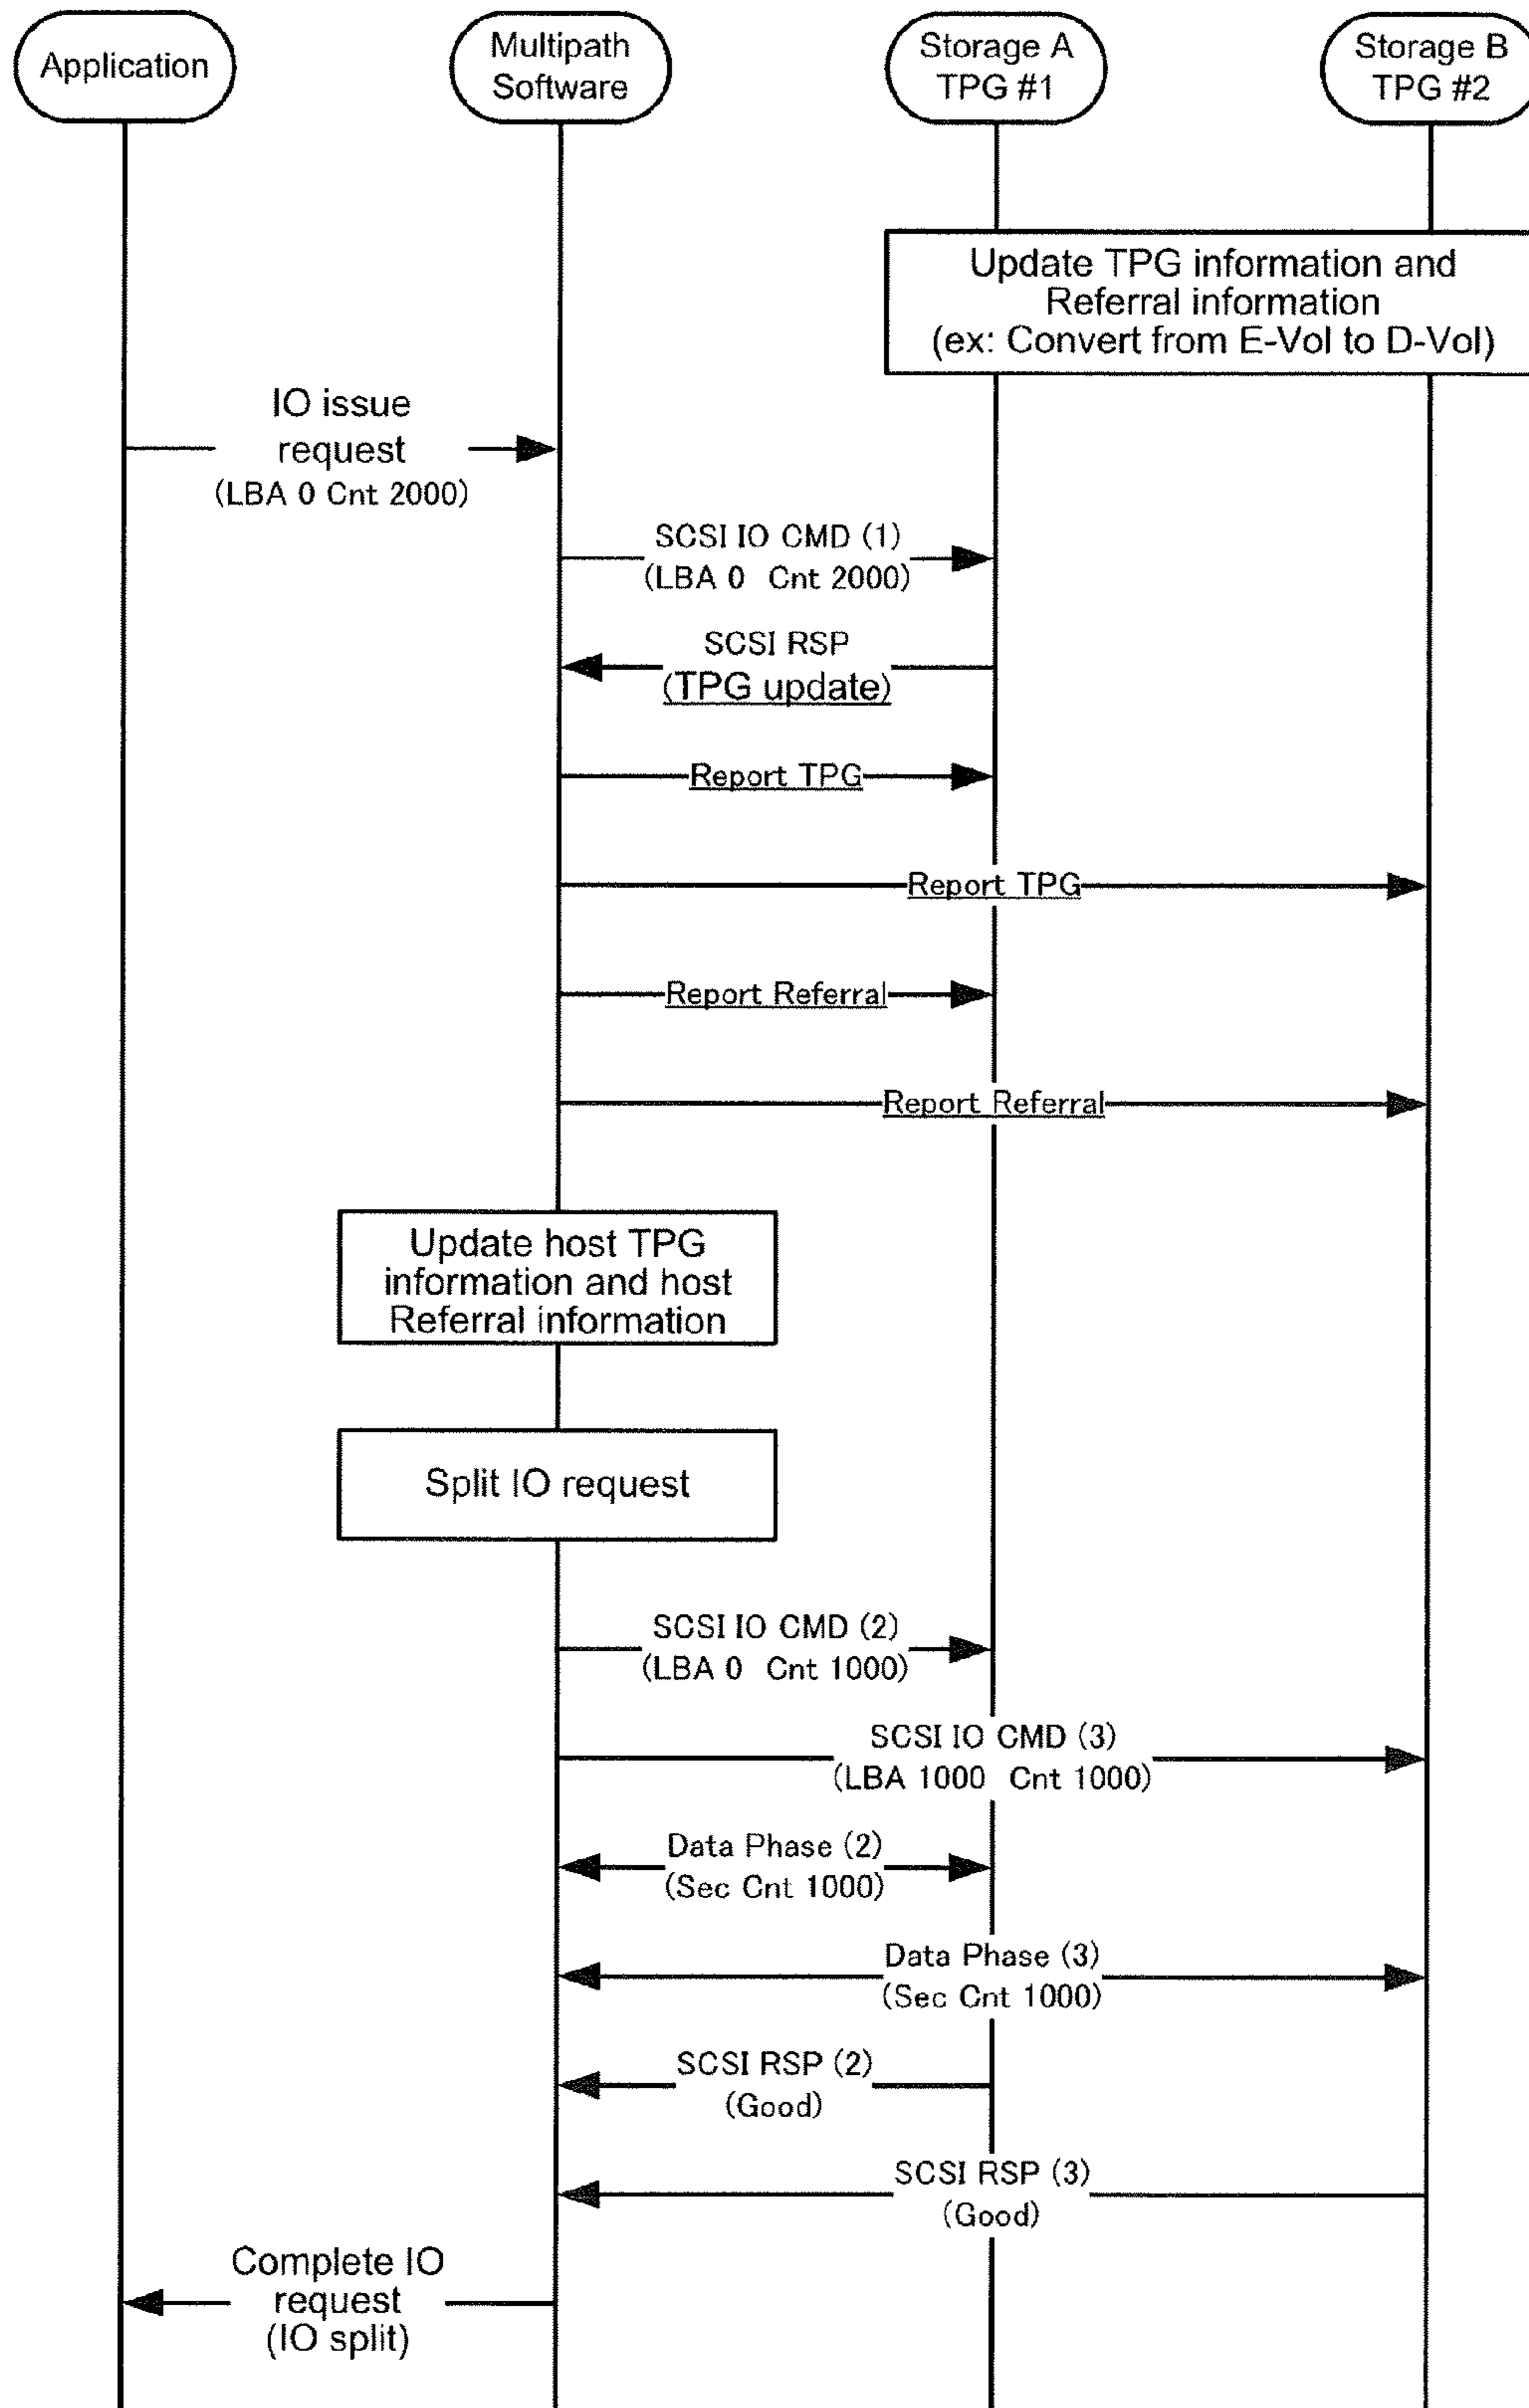 Application
Multipath
Software
Storage A
TPG #1
Storage B
TPG #2
Update TPG information and
Referral information
(ex: Convert from E-Vol to D-Vol)
IO issue
request
(LBA 0 Cnt 2000)
SCSI IO CMD (1)
(LBA 0 Cnt 2000)
SCSI RSP
(TPG update)
Report TPG
Report TPG
Report Referral
Report Referral
Update host TPG
information and host
Referral information
Split IO request
SCSI IO CMD (2)
(LBA 0 Cnt 1000)
SCSI IO CMD (3)
(LBA 1000 Cnt 1000)
Data Phase (2)
(Sec Cnt 1000)
Data Phase (3)
(Sec Cnt 1000)
SCSI RSP (2)
(Good)
SCSI RSP (3)
(Good)
Complete IO
request
(IO split)